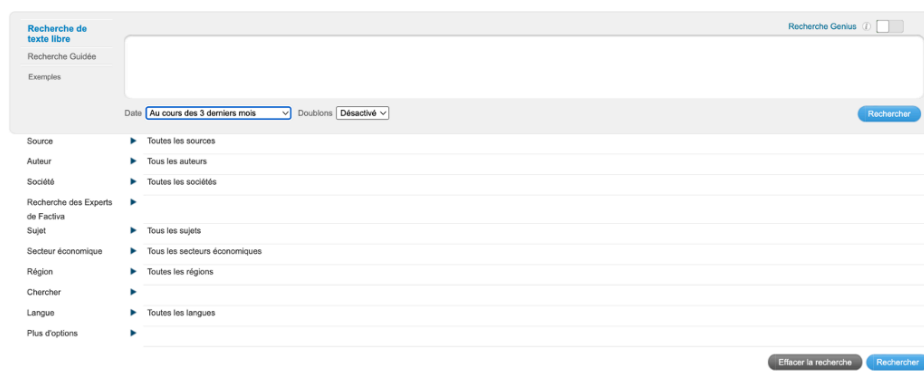 Recherche de
texte libre
Recherche Genius
Recherche Guidée
Exemples
Date Au cours des 3 derniers mois Doublons Désactivé
Rechercher
Source Toutes les sources
Auteur Tous les auteurs
Société Toutes les sociétés
Recherche des Experts
de Factiva
Sujet Tous les sujets
Secteur économique Tous les secteurs économiques
Région Toutes les régions
Chercher
Langue Toutes les langues
Plus d'options
Effacer la recherche Rechercher